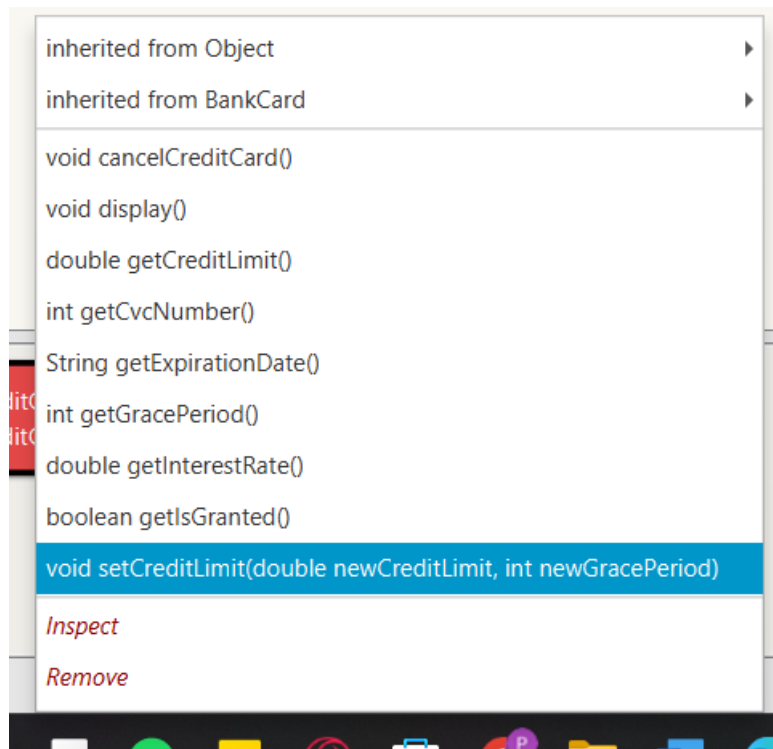 inherited from Object
inherited from BankCard
void cancelCreditCard()
void display()
double getCreditLimit()
int getCvcNumber()
String getExpirationDate()
int getGracePeriod()
double getInterestRate()
boolean getIsGranted()
void setCreditLimit(double newCreditLimit, int newGracePeriod)
Inspect
Remove
P